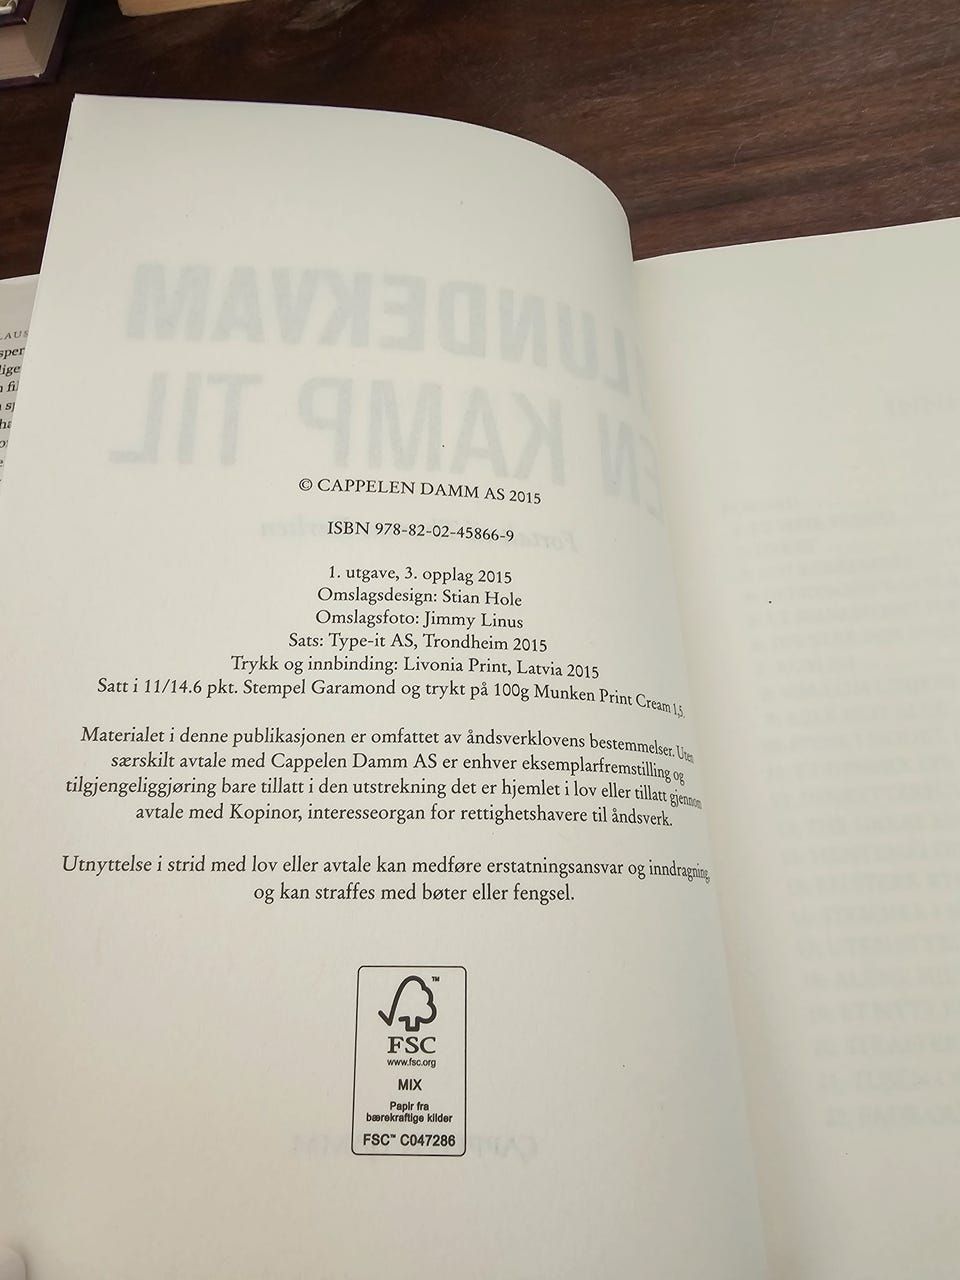 LUNDEKVAM
EN KAMP TIL
© CAPPELEN DAMM AS 2015
ISBN 978-82-02-45866-9
1. utgave, 3. opplag 2015
Omslagsdesign: Stian Hole
Omslagsfoto: Jimmy Linus
Sats: Type-it AS, Trondheim 2015
Trykk og innbinding: Livonia Print, Latvia 2015
Satt i 11/14.6 pkt. Stempel Garamond og trykt på 100g Munken Print Cream 1,5.
Materialet i denne publikasjonen er omfattet av åndsverklovens bestemmelser. Uten
særskilt avtale med Cappelen Damm AS er enhver eksemplarfremstilling og
tilgjengeliggjøring bare tillatt i den utstrekning det er hjemlet i lov eller tillatt gjennom
avtale med Kopinor, interesseorgan for rettighetshavere til åndsverk.
Utnyttelse i strid med lov eller avtale kan medføre erstatningsansvar og inndragning,
og kan straffes med bøter eller fengsel.
FSC™
www.fsc.org
MIX
Papir fra
bærekraftige kilder
FSC™ C047286